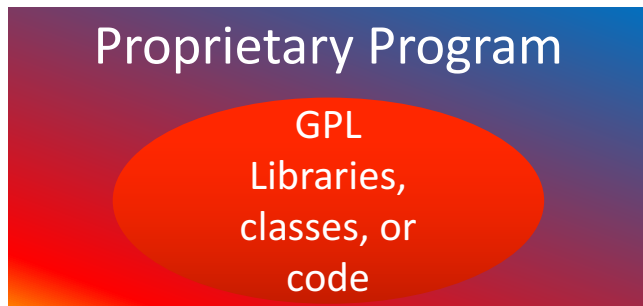 Proprietary Program
GPL
Libraries,
classes, or
code